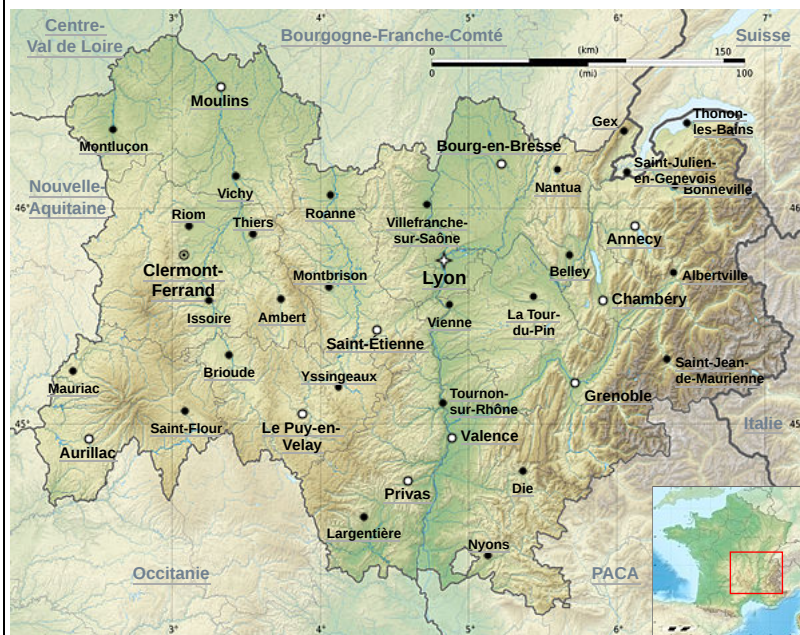 3° 4° 5° 6° 7°
Centre-
Val de Loire
Bourgogne-Franche-Comté
Suisse
(km)
0 150
0 100
(mi)
Moulins
Montluçon
Gex
Thonon-
les-Bains
Bourg-en-Bresse
Nantua
Saint-Julien-
en-Genevois
Bonneville
Nouvelle-
Aquitaine
46°
46°
Vichy
Riom
Thiers
Roanne
Villefranche-
sur-Saône
Annecy
Clermont-
Ferrand
Montbrison
Lyon
Belley
Albertville
Issoire
Ambert
Vienne
La Tour-
du-Pin
Chambéry
Saint-Étienne
Mauriac
Brioude
Yssingeaux
Saint-Jean-
de-Maurienne
Tournon-
sur-Rhône
Grenoble
45°
45°
Saint-Flour
Le Puy-en-
Velay
Valence
Italie
Aurillac
Privas
Die
Largentière
Nyons
Occitanie
PACA
3° 4° 5° 6°